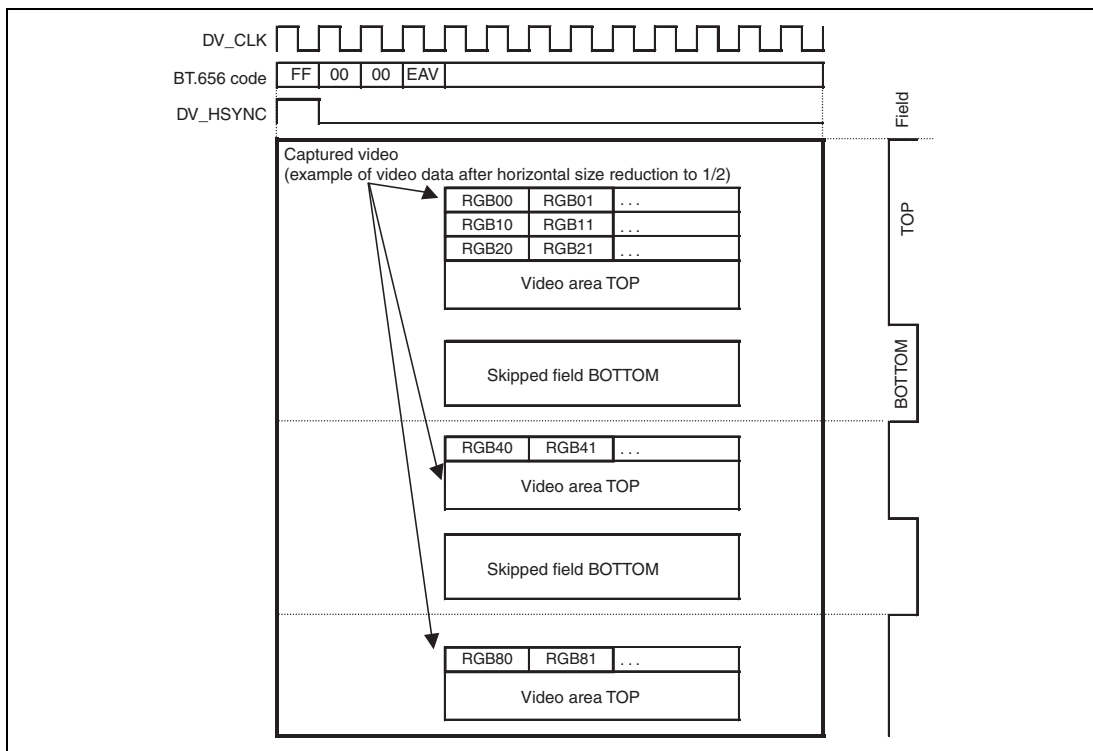 DV_CLK
BT.656 code FF 00 00 EAV
DV_HSYNC
Field
Captured video
(example of video data after horizontal size reduction to 1/2)
RGB00 RGB01 . . .
RGB10 RGB11 . . .
RGB20 RGB21 . . .
Video area TOP
TOP
Skipped field BOTTOM
BOTTOM
RGB40 RGB41 . . .
Video area TOP
Skipped field BOTTOM
RGB80 RGB81 . . .
Video area TOP